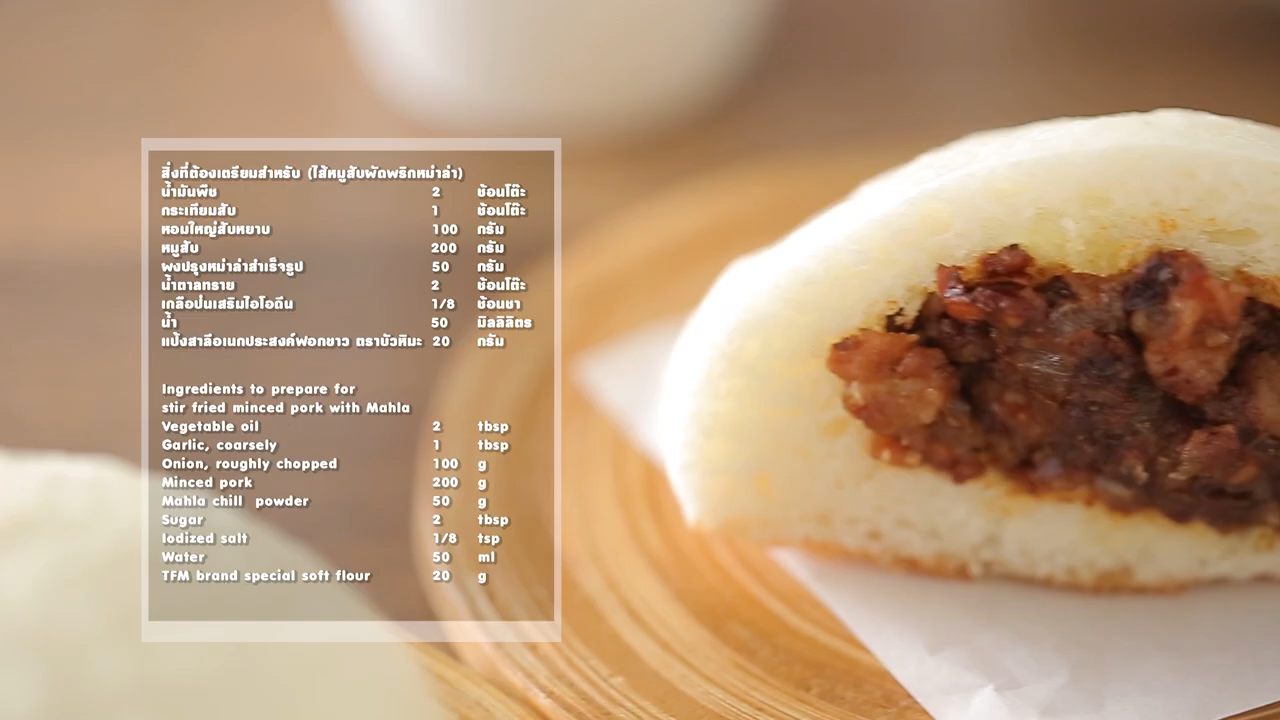 สิ่งที่ต้องเตรียมสำหรับ (ไส้หมูสับผัดพริกหม่าล่า)
น้ำมันพืช 2 ช้อนโต๊ะ
กระเทียมสับ 1 ช้อนโต๊ะ
หอมใหญ่สับหยาบ 100 กรัม
หมูสับ 200 กรัม
ผงปรุงหม่าล่าสำเร็จรูป 50 กรัม
น้ำตาลทราย 2 ช้อนโต๊ะ
เกลือป่นเสริมไอโอดีน 1/8 ช้อนชา
น้ำ 50 มิลลิลิตร
แป้งสาลีอเนกประสงค์ฟอกขาว ตราบัวหิมะ 20 กรัม
Ingredients to prepare for
stir fried minced pork with Mahla
Vegetable oil 2 tbsp
Garlic, coarsely 1 tbsp
Onion, roughly chopped 100 g
Minced pork 200 g
Mahla chill powder 50 g
Sugar 2 tbsp
Iodized salt 1/8 tsp
Water 50 ml
TFM brand special soft flour 20 g